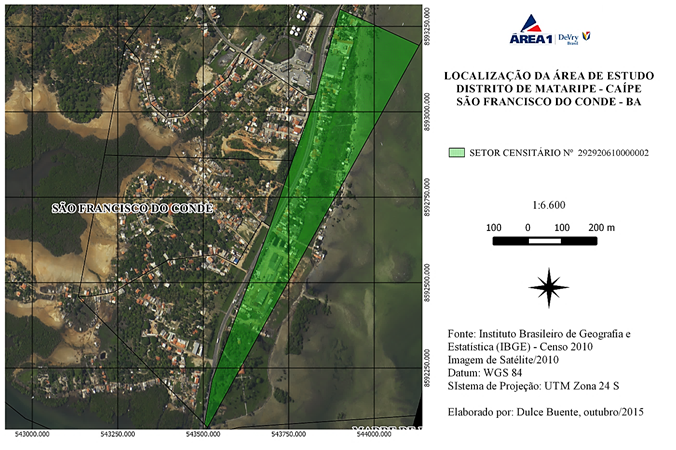 ÁREA1 DeVry
Brasil
LOCALIZAÇÃO DA ÁREA DE ESTUDO
DISTRITO DE MATARIPE - CAÍPE
SÃO FRANCISCO DO CONDE - BA
SETOR CENSITÁRIO Nº 292920610000002
1:6.600
100 0 100 200 m
Fonte: Instituto Brasileiro de Geografia e
Estatística (IBGE) - Censo 2010
Imagem de Satélite/2010
Datum: WGS 84
SIstema de Projeção: UTM Zona 24 S
Elaborado por: Dulce Buente, outubro/2015
SÃO FRANCISCO DO CONDE
8593250.000
8593000.000
8592750.000
8592500.000
8592250.000
543000.000 543250.000 543500.000 543750.000 544000.000